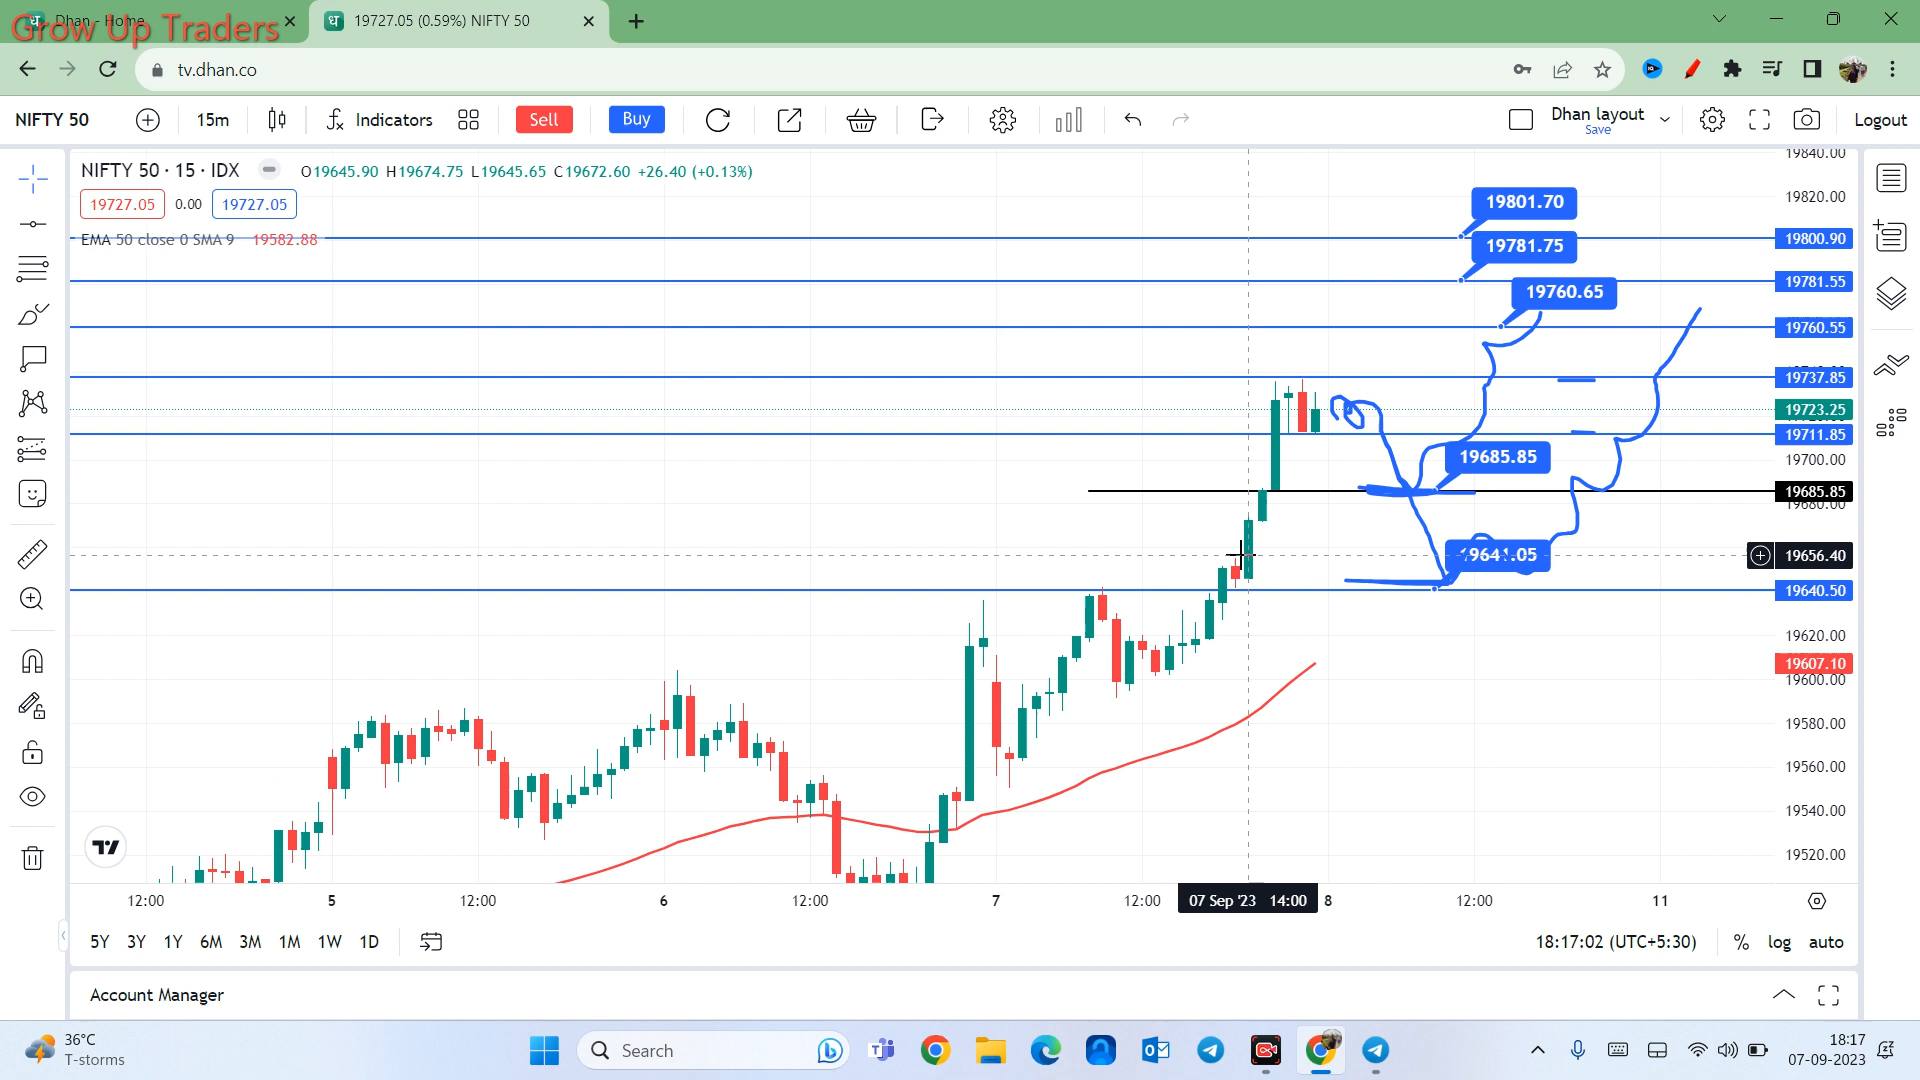 Dhan - Home
Grow Up Traders
19727.05 (0.59%) NIFTY 50
tv.dhan.co
NIFTY 50
15m
Indicators
Sell
Buy
Dhan layout
Save
Logout
NIFTY 50 · 15 · IDX
O19645.90 H19674.75 L19645.65 C19672.60 +26.40 (+0.13%)
19727.05 0.00 19727.05
EMA 50 close 0 SMA 9 19582.88
19801.70
19781.75
19760.65
19685.85
19641.05
19840.00
19820.00
19800.90
19781.55
19760.55
19737.85
19723.25
19711.85
19700.00
19685.85
19680.00
19656.40
19640.50
19620.00
19607.10
19600.00
19580.00
19560.00
19540.00
19520.00
12:00 5 12:00 6 12:00 7 12:00 07 Sep '23 14:00 8 12:00 11
5Y 3Y 1Y 6M 3M 1M 1W 1D
18:17:02 (UTC+5:30) % log auto
Account Manager
36°C
T-storms
Search
18:17
07-09-2023